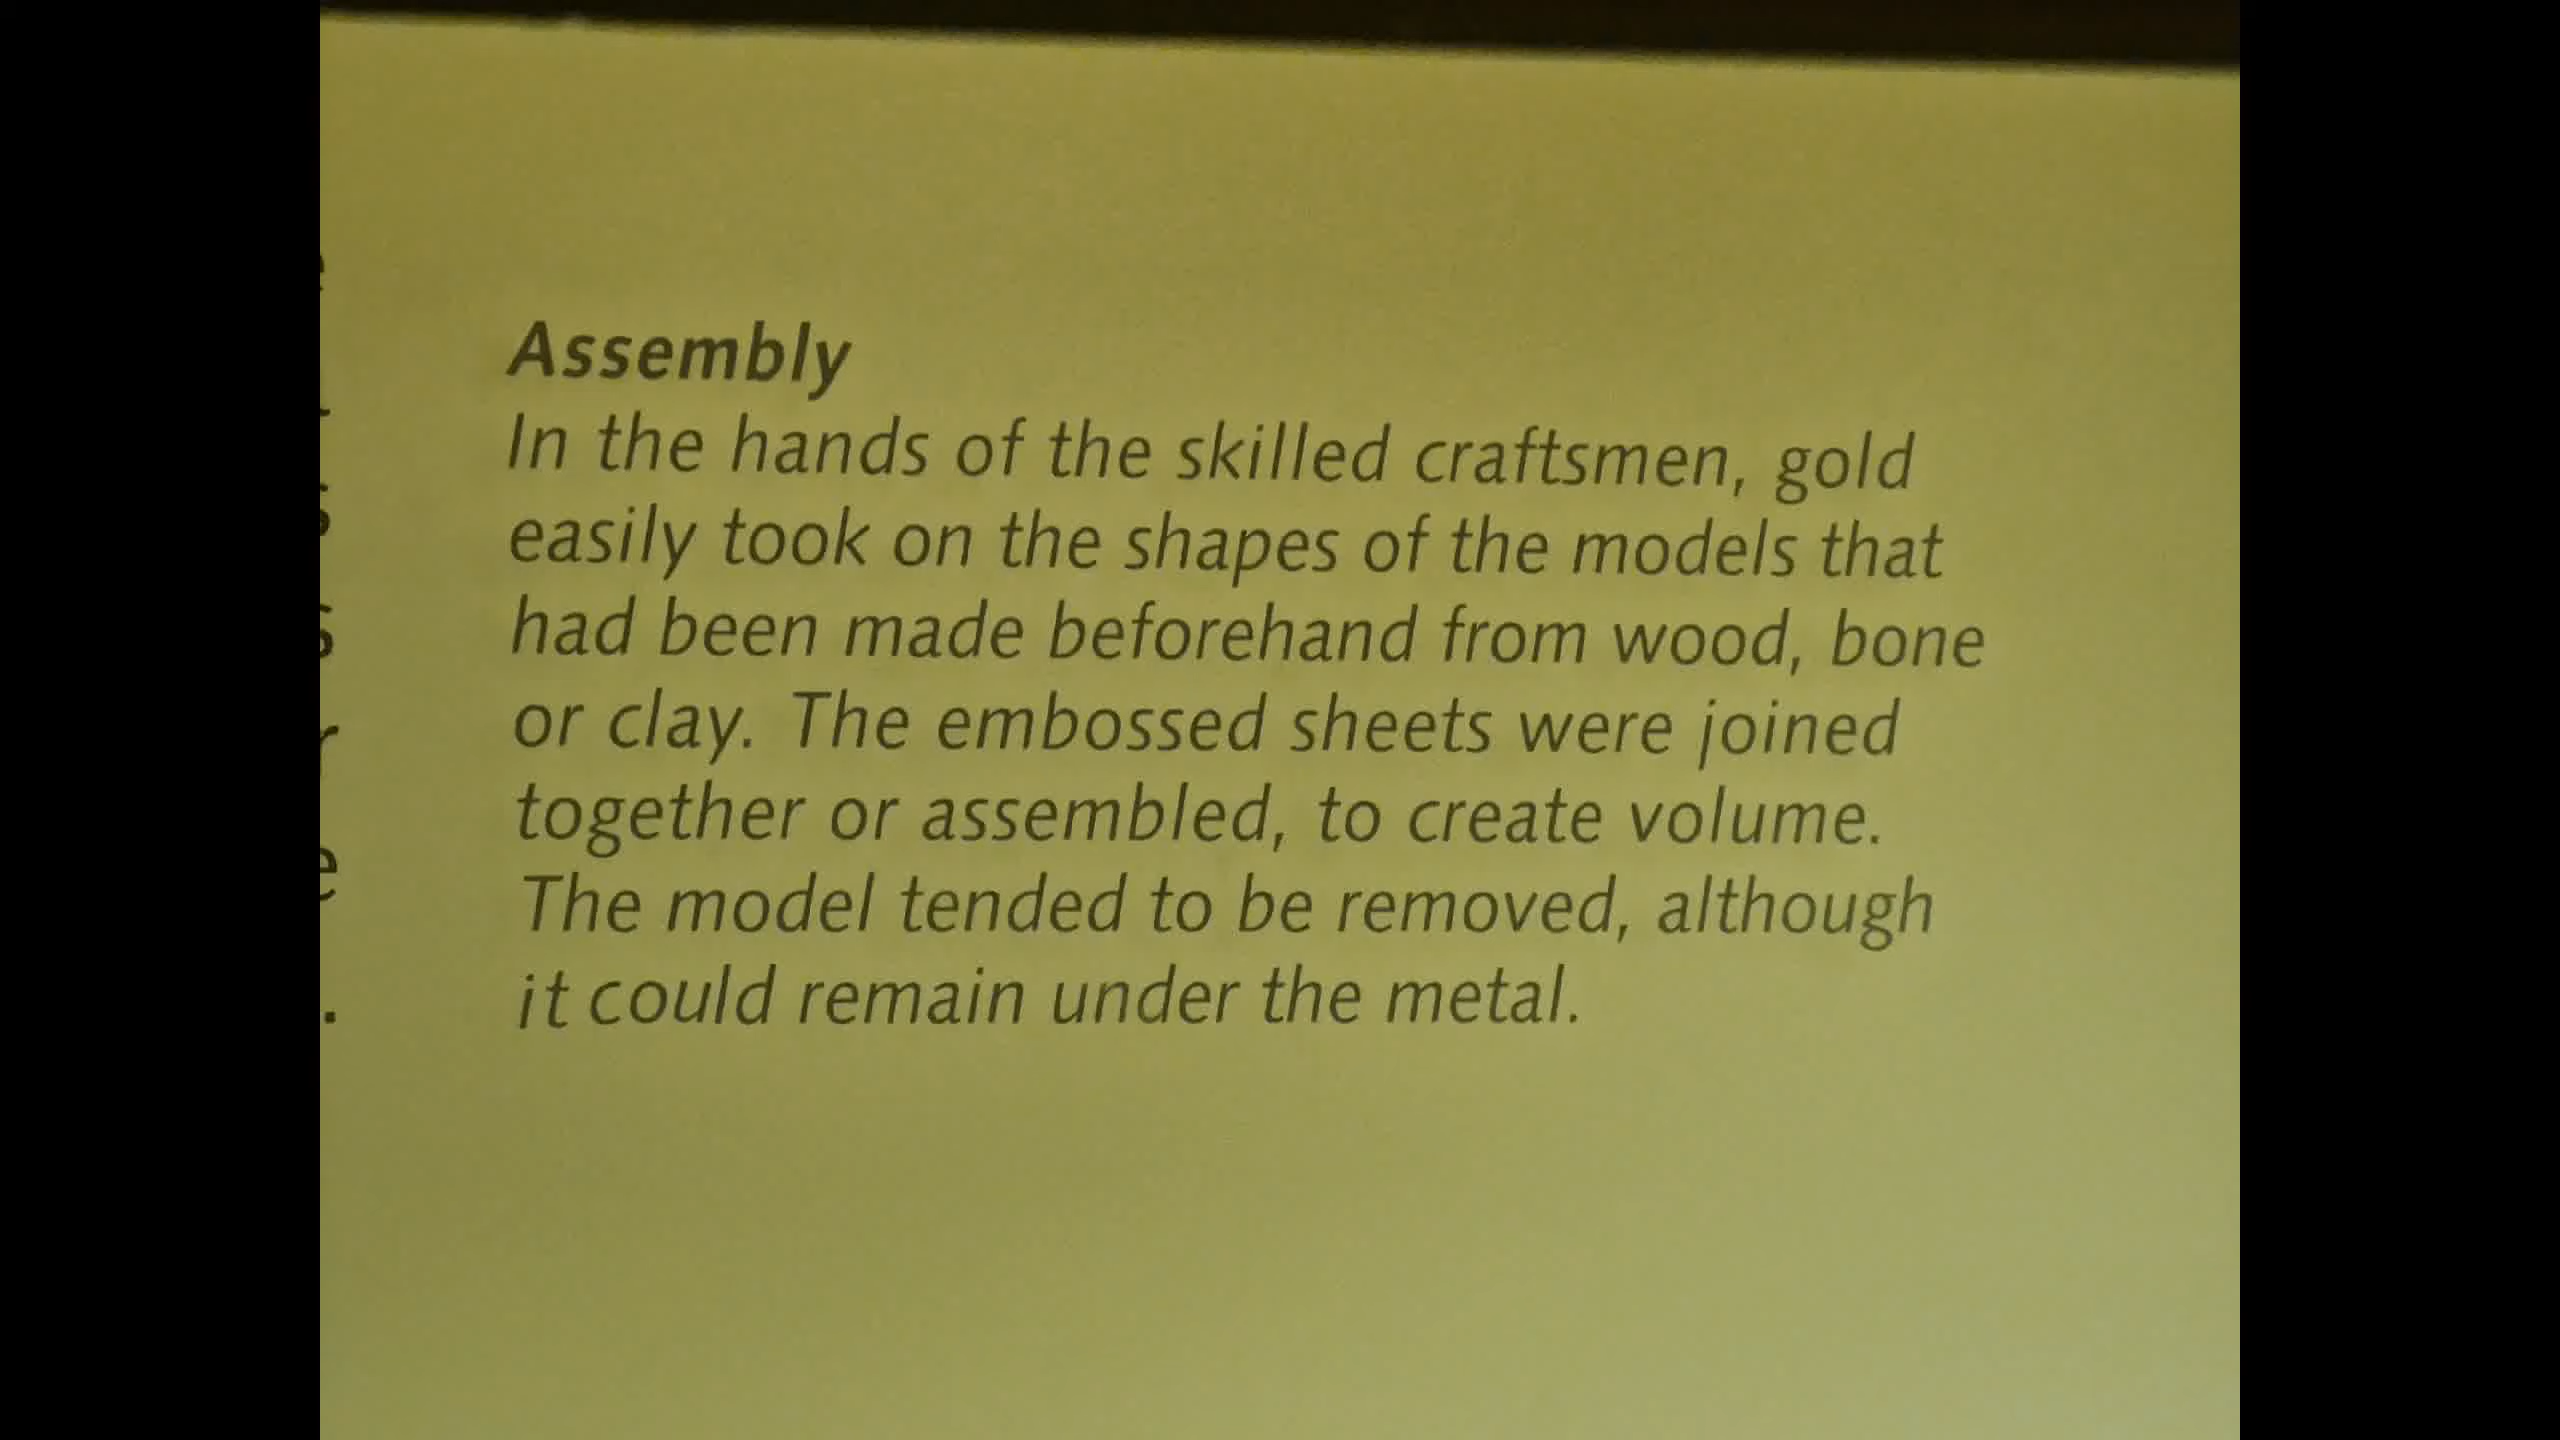 Assembly
In the hands of the skilled craftsmen, gold
easily took on the shapes of the models that
had been made beforehand from wood, bone
or clay. The embossed sheets were joined
together or assembled, to create volume.
The model tended to be removed, although
it could remain under the metal.